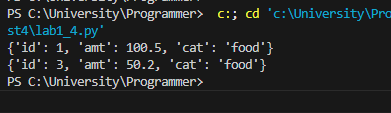 PS C:\University\Programmer>  c:; cd 'c:\University\Pr
st4\lab1_4.py'
{'id': 1, 'amt': 100.5, 'cat': 'food'}
{'id': 3, 'amt': 50.2, 'cat': 'food'}
PS C:\University\Programmer>